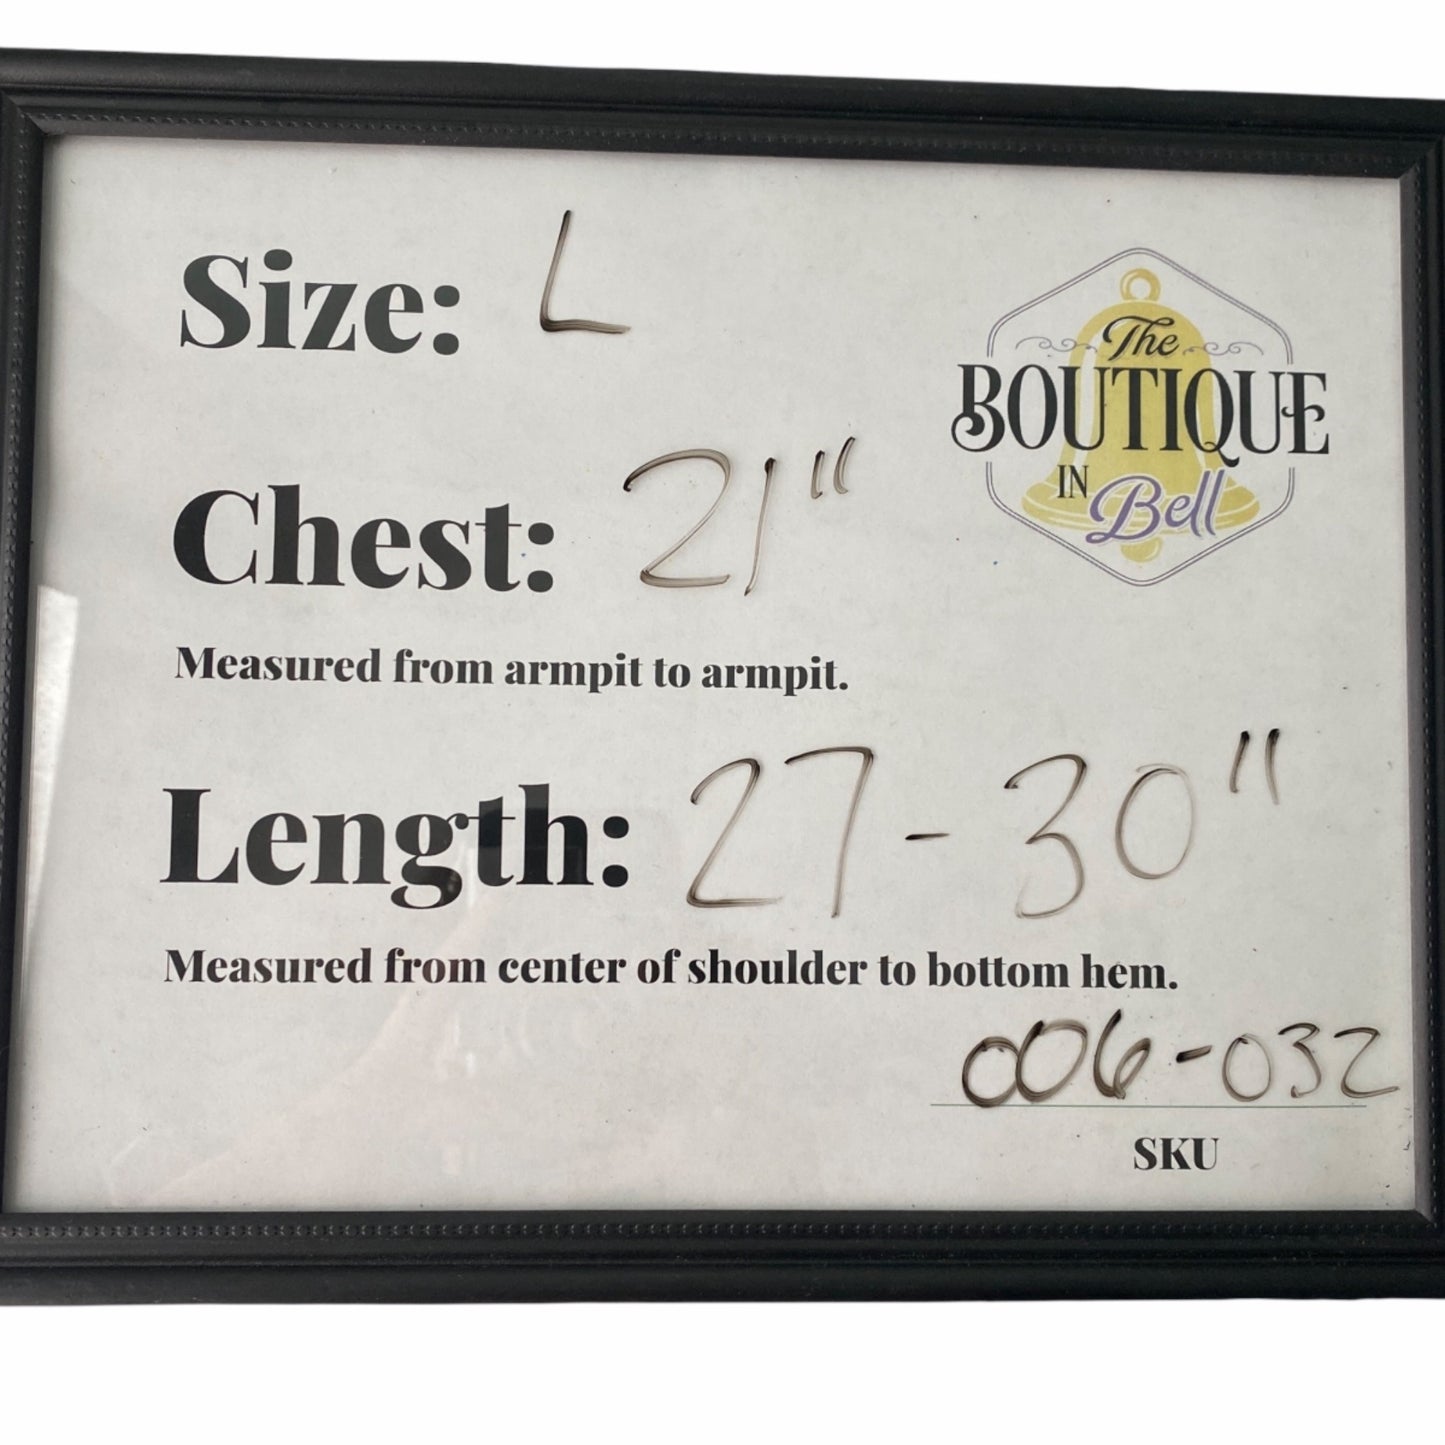 Size: L
The
BOUTIQUE
IN Bell
Chest: 21"
Measured from armpit to armpit.
Length: 27-30"
Measured from center of shoulder to bottom hem.
006-032
SKU